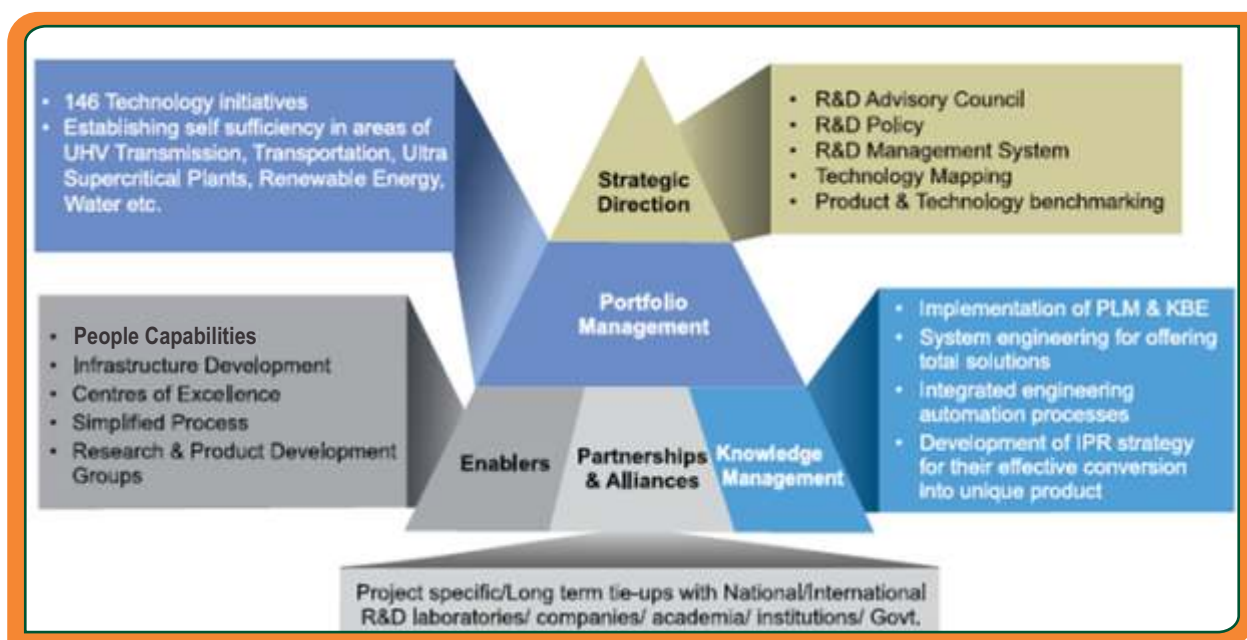 • 146 Technology initiatives
• Establishing self sufficiency in areas of
UHV Transmission, Transportation, Ultra
Supercritical Plants, Renewable Energy,
Water etc.
Strategic
Direction
• R&D Advisory Council
• R&D Policy
• R&D Management System
• Technology Mapping
• Product & Technology benchmarking
Portfolio
Management
• People Capabilities
• Infrastructure Development
• Centres of Excellence
• Simplified Process
• Research & Product Development
Groups
Enablers
Partnerships
& Alliances
Knowledge
Management
• Implementation of PLM & KBE
• System engineering for offering
total solutions
• Integrated engineering
automation processes
• Development of IPR strategy
for their effective conversion
into unique product
Project specific/Long term tie-ups with National/International
R&D laboratories/ companies/ academia/ institutions/ Govt.